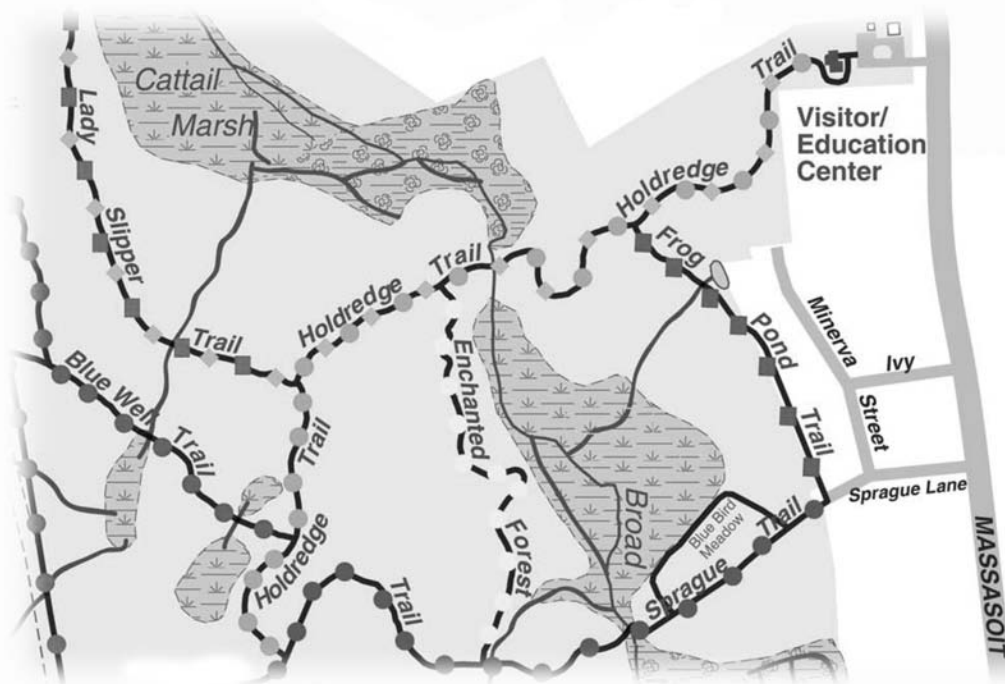 Cattail
Marsh
Trail
Visitor/
Education
Center
Lady
Slipper
Trail
Holdredge
Trail
Holdredge
Frog
Pond
Trail
Minerva
Street
Ivy
Sprague Lane
MASSASOIT
Blue Well
Trail
Trail
Holdredge
Enchanted
Forest
Broad
Blue Bird
Meadow
Sprague
Trail
Trail